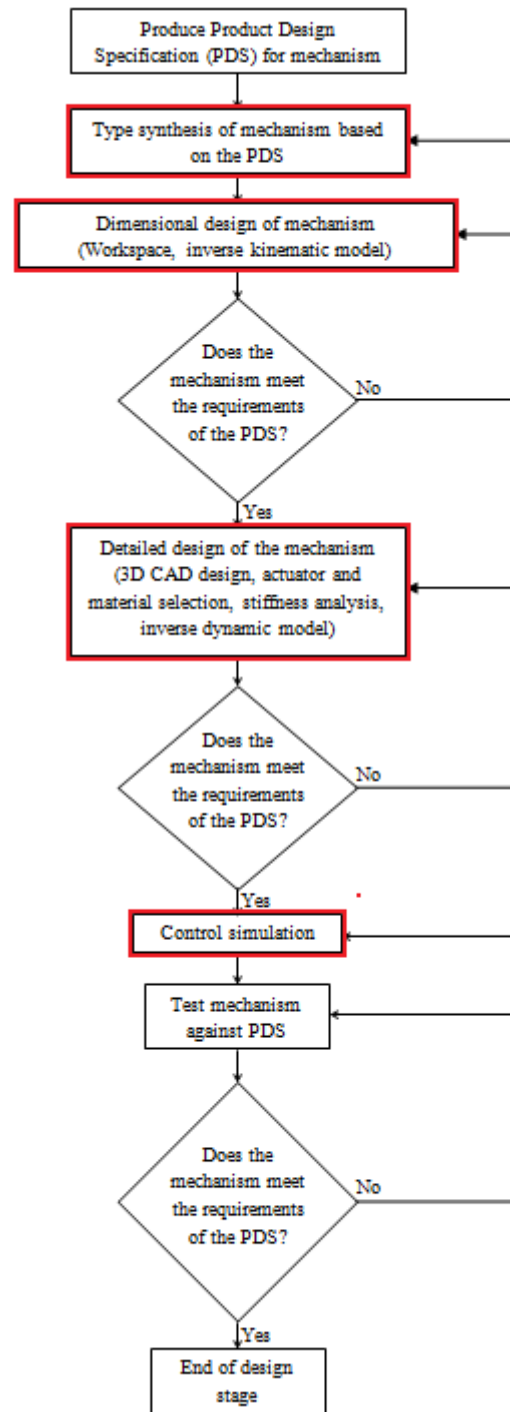 Produce Product Design
Specification (PDS) for mechanism
Type synthesis of mechanism based
on the PDS
Dimensional design of mechanism
(Workspace, inverse kinematic model)
Does the
mechanism meet
the requirements
of the PDS?
No
Yes
Detailed design of the mechanism
(3D CAD design, actuator and
material selection, stiffness analysis,
inverse dynamic model)
Does the
mechanism meet
the requirements
of the PDS?
No
Yes
Control simulation
Test mechanism
against PDS
Does the
mechanism meet
the requirements
of the PDS?
No
Yes
End of design
stage